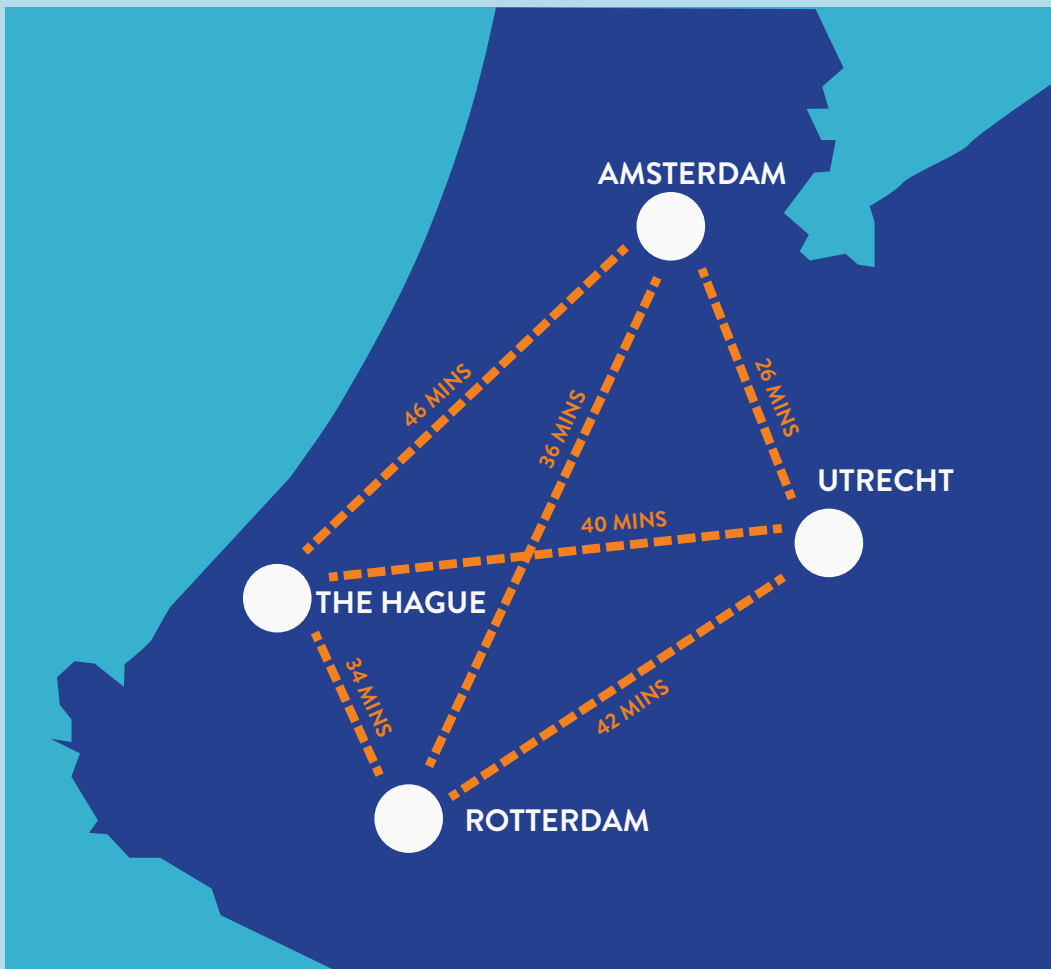 AMSTERDAM
46 MINS
36 MINS
26 MINS
UTRECHT
40 MINS
THE HAGUE
34 MINS
42 MINS
ROTTERDAM